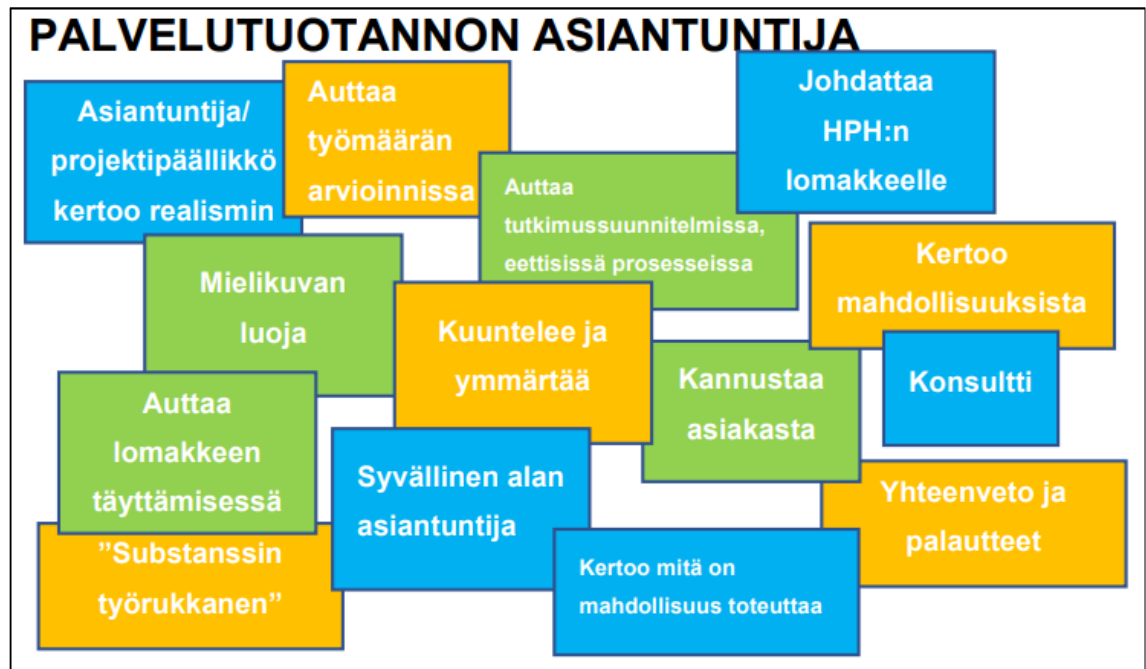 PALVELUTUOTANNON ASIANTUNTIJA
Asiantuntija/
projektipäällikkö
kertoo realismin
Auttaa
työmäärän
arvioinnissa
Auttaa
tutkimussuunnitelmissa,
eettisissä prosesseissa
Johdattaa
HPH:n
lomakkeelle
Mielikuvan
luoja
Kuuntelee ja
ymmärtää
Kertoo
mahdollisuuksista
Kannustaa
asiakasta
Konsultti
Auttaa
lomakkeen
täyttämisessä
Syvällinen alan
asiantuntija
Yhteenveto ja
palautteet
”Substanssin
työrukkanen”
Kertoo mitä on
mahdollisuus toteuttaa